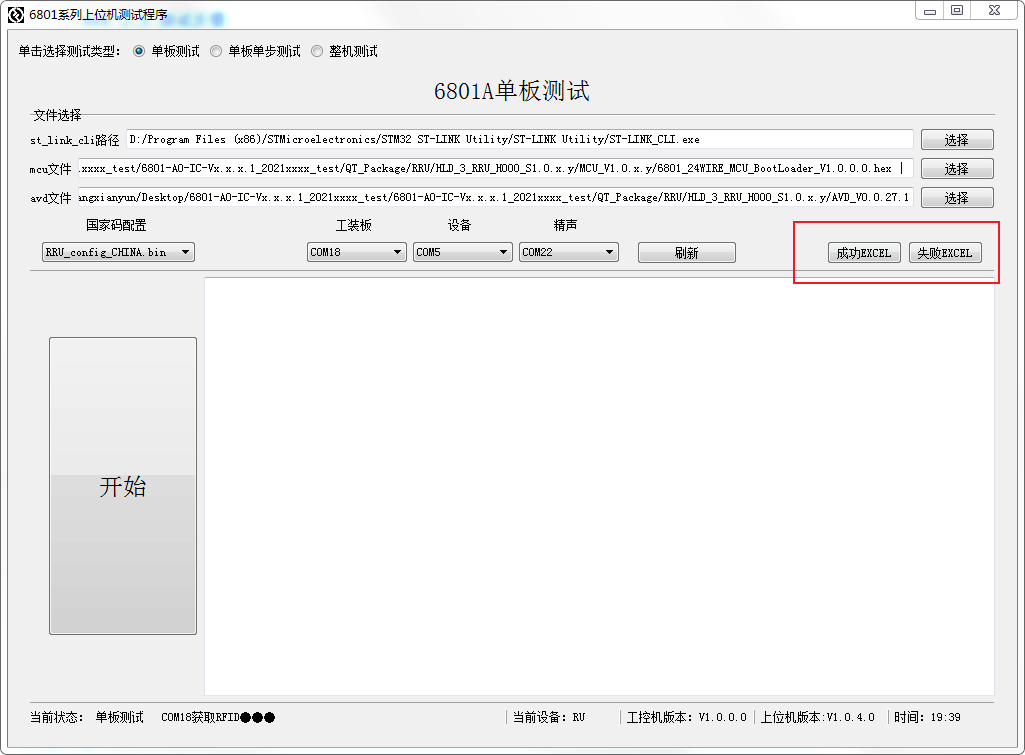 6801系列上位机测试程序
单击选择测试类型: 单板测试 单板单步测试 整机测试
6801A单板测试
文件选择
st_link_cli路径 D:/Program Files (x86)/STMicroelectronics/STM32 ST-LINK Utility/ST-LINK Utility/ST-LINK_CLI.exe 选择
mcu文件 .xxxx_test/6801-AO-IC-Vx.x.x.1_2021xxxx_test/QT_Package/RRU/HLD_3_RRU_H000_S1.0.x.y/MCU_V1.0.x.y/6801_24WIRE_MCU_BootLoader_V1.0.0.0.hex | 选择
avd文件 angxianyun/Desktop/6801-AO-IC-Vx.x.x.1_2021xxxx_test/6801-AO-IC-Vx.x.x.1_2021xxxx_test/QT_Package/RRU/HLD_3_RRU_H000_S1.0.x.y/AVD_V0.0.27.1 选择
国家码配置 工装板 设备 精声
RRU_config_CHINA.bin COM18 COM5 COM22 刷新 成功EXCEL 失败EXCEL
开始
当前状态: 单板测试 COM18获取RFID●●● 当前设备: RU 工控机版本: V1.0.0.0 上位机版本:V1.0.4.0 时间: 19:39